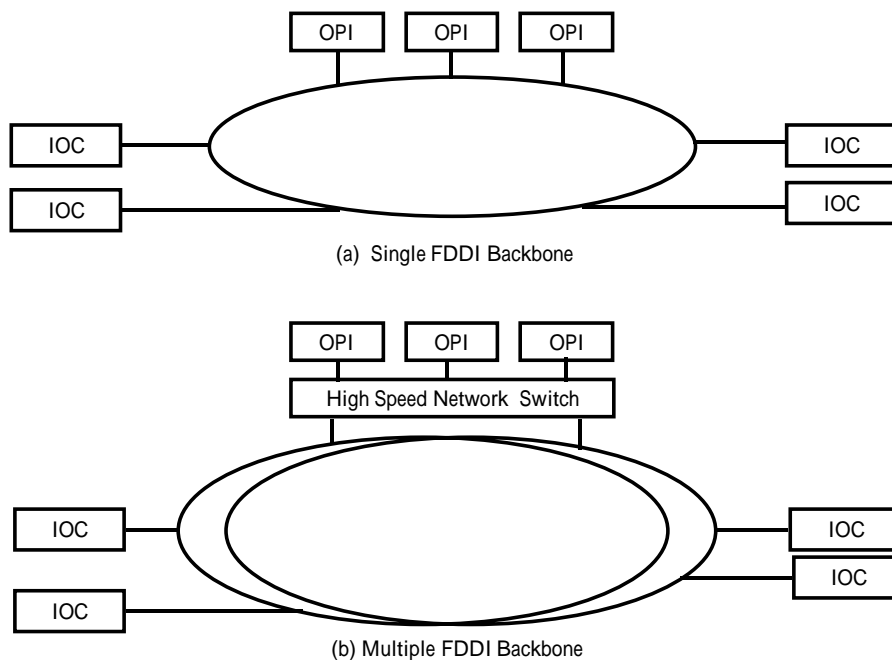 OPI OPI OPI
IOC IOC
IOC IOC
(a) Single FDDI Backbone
OPI OPI OPI
High Speed Network Switch
IOC IOC
IOC
IOC
(b) Multiple FDDI Backbone